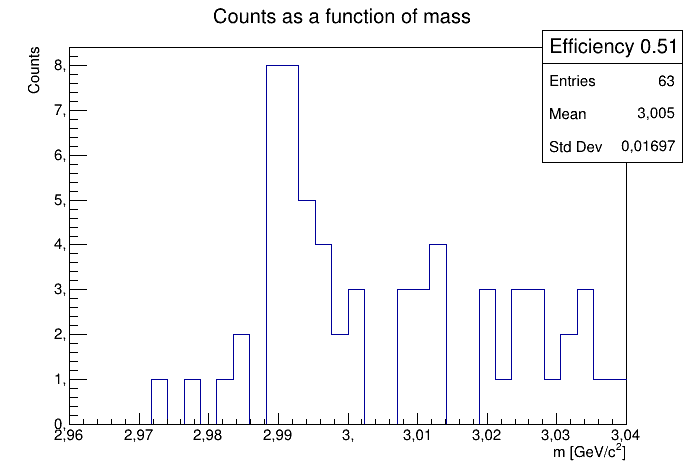 Counts as a function of mass
Efficiency 0.51
Entries 63
Mean 3,005
Std Dev 0,01697
Counts
8,
7,
6,
5,
4,
3,
2,
1,
0,
2,96 2,97 2,98 2,99 3, 3,01 3,02 3,03 3,04
m [GeV/c²]